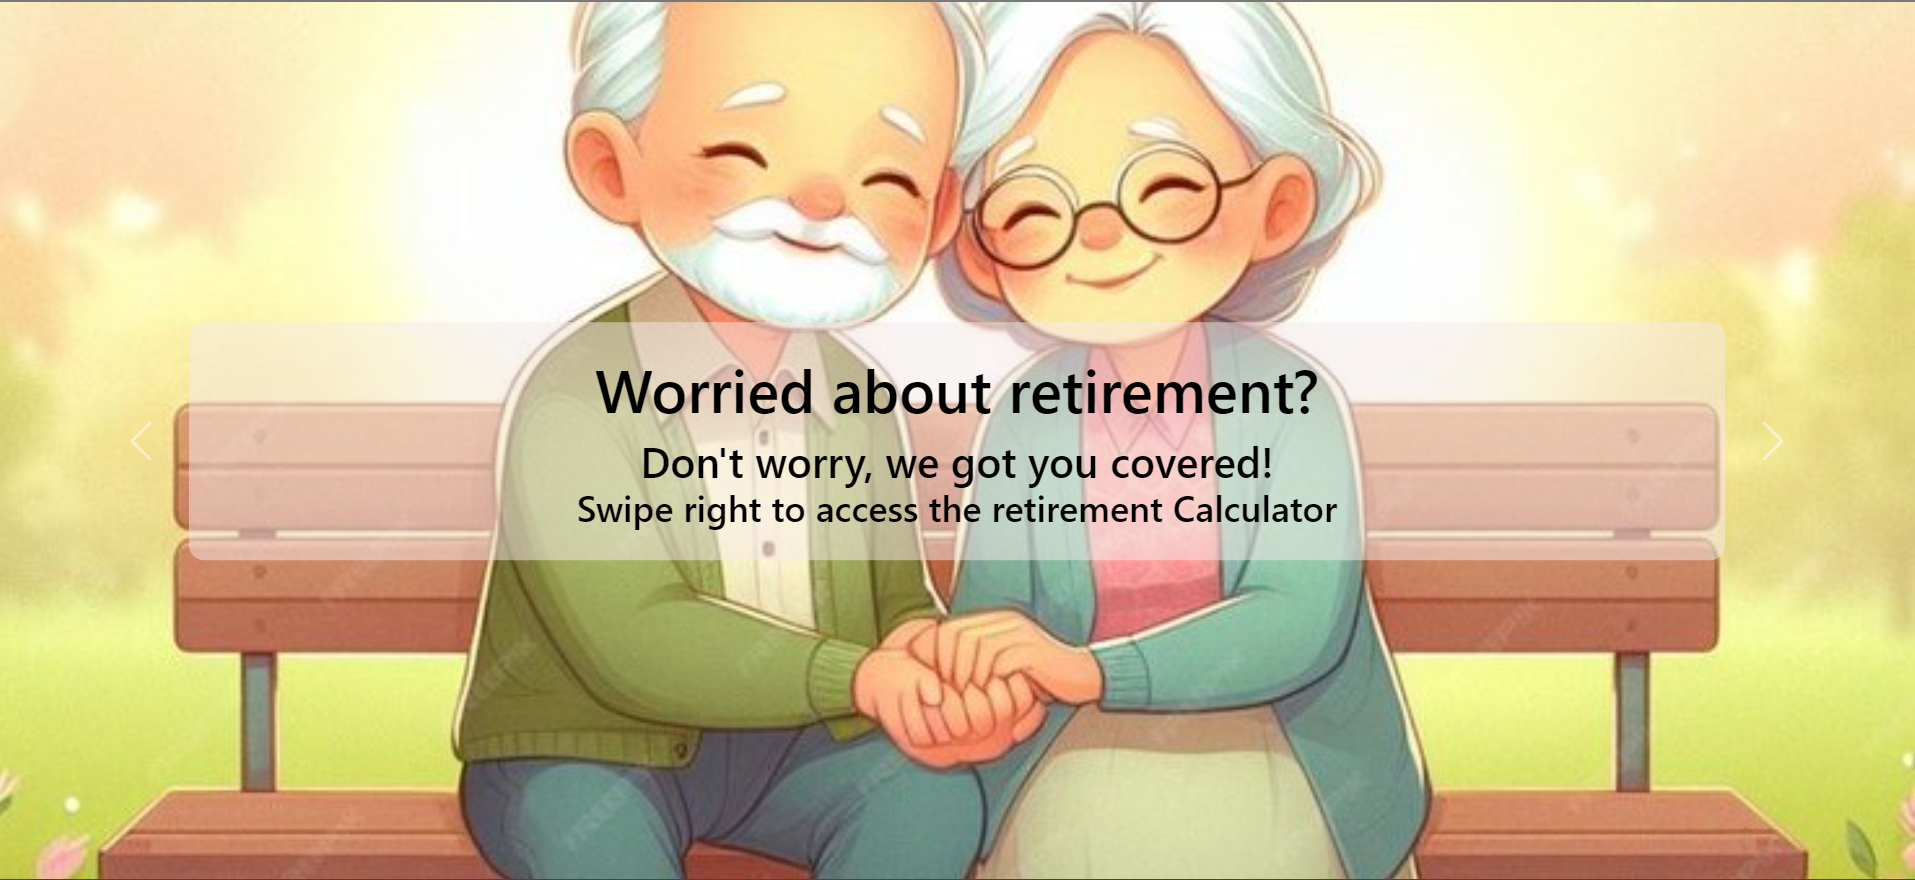 Worried about retirement?
Don't worry, we got you covered!
Swipe right to access the retirement Calculator